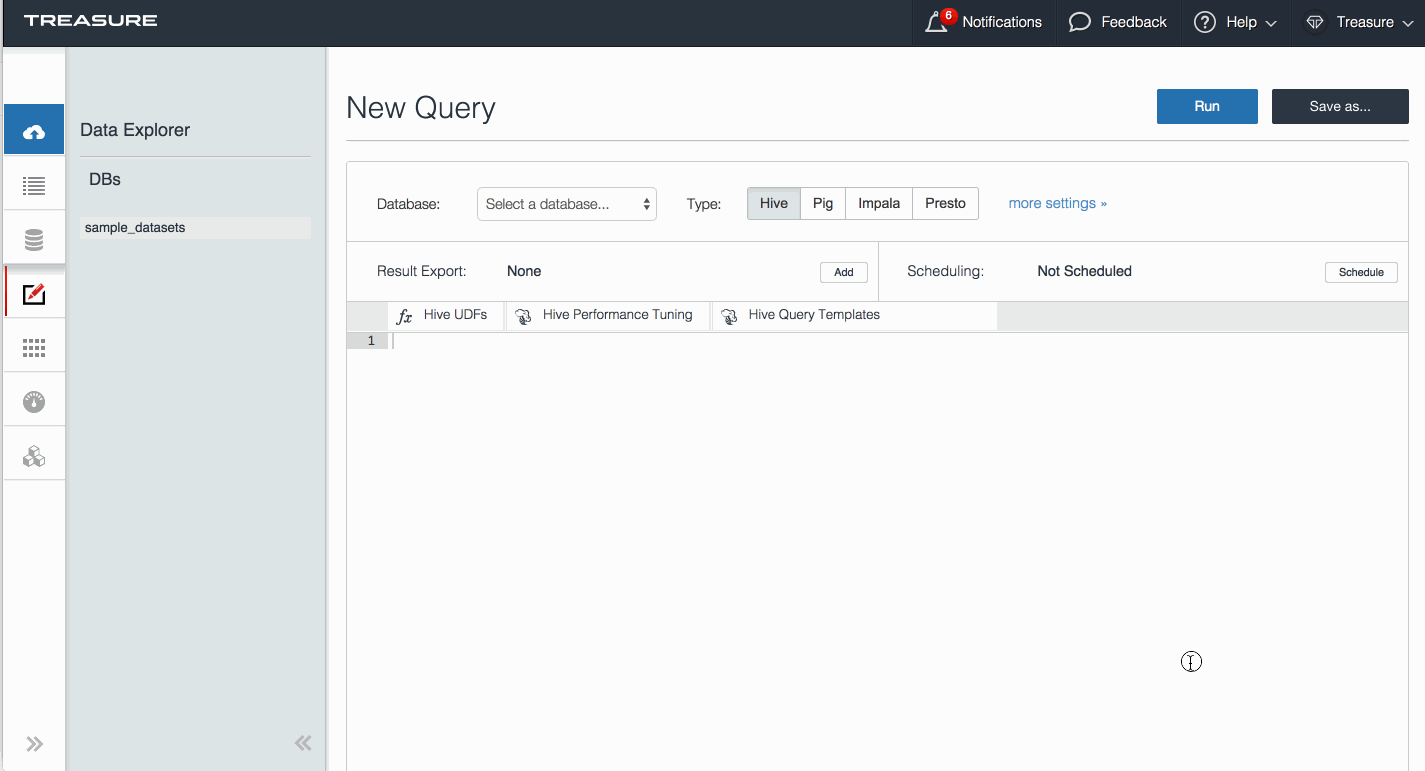 TREASURE
6 Notifications Feedback Help Treasure
Data Explorer
DBs
sample_datasets
New Query
Run Save as...
Database: Select a database... Type: Hive Pig Impala Presto more settings »
Result Export: None Add Scheduling: Not Scheduled Schedule
fx Hive UDFs Hive Performance Tuning Hive Query Templates
1